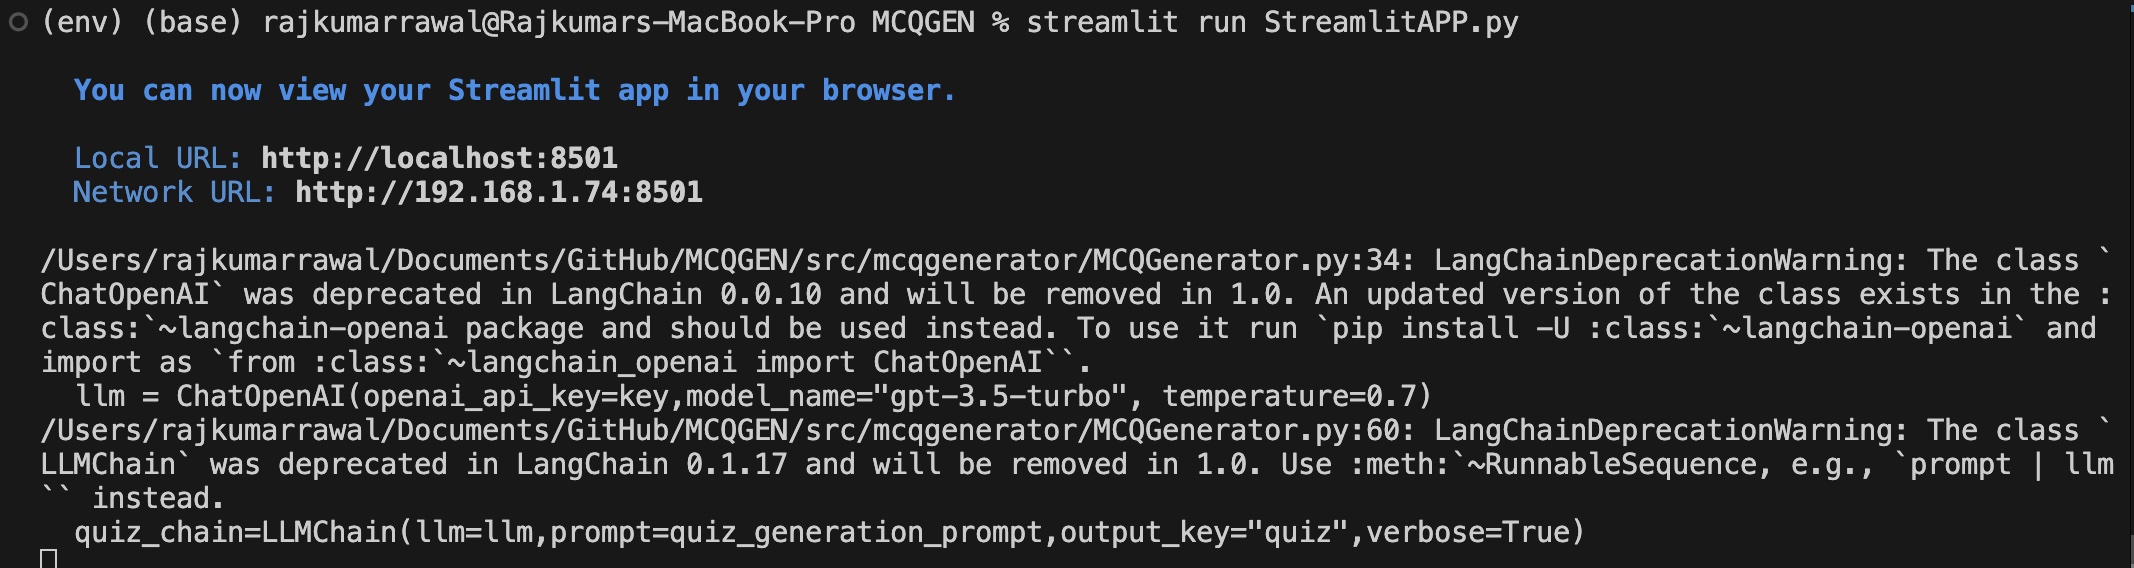 (env) (base) rajkumarrawal@Rajkumars-MacBook-Pro MCQGEN % streamlit run StreamlitAPP.py
You can now view your Streamlit app in your browser.
Local URL: http://localhost:8501
Network URL: http://192.168.1.74:8501
/Users/rajkumarrawal/Documents/GitHub/MCQGEN/src/mcqgenerator/MCQGenerator.py:34: LangChainDeprecationWarning: The class `
ChatOpenAI` was deprecated in LangChain 0.0.10 and will be removed in 1.0. An updated version of the class exists in the :
class:`~langchain-openai package and should be used instead. To use it run `pip install -U :class:`~langchain-openai` and
import as `from :class:`~langchain_openai import ChatOpenAI``.
  llm = ChatOpenAI(openai_api_key=key,model_name="gpt-3.5-turbo", temperature=0.7)
/Users/rajkumarrawal/Documents/GitHub/MCQGEN/src/mcqgenerator/MCQGenerator.py:60: LangChainDeprecationWarning: The class `
LLMChain` was deprecated in LangChain 0.1.17 and will be removed in 1.0. Use :meth:`~RunnableSequence, e.g., `prompt | llm
`` instead.
  quiz_chain=LLMChain(llm=llm,prompt=quiz_generation_prompt,output_key="quiz",verbose=True)